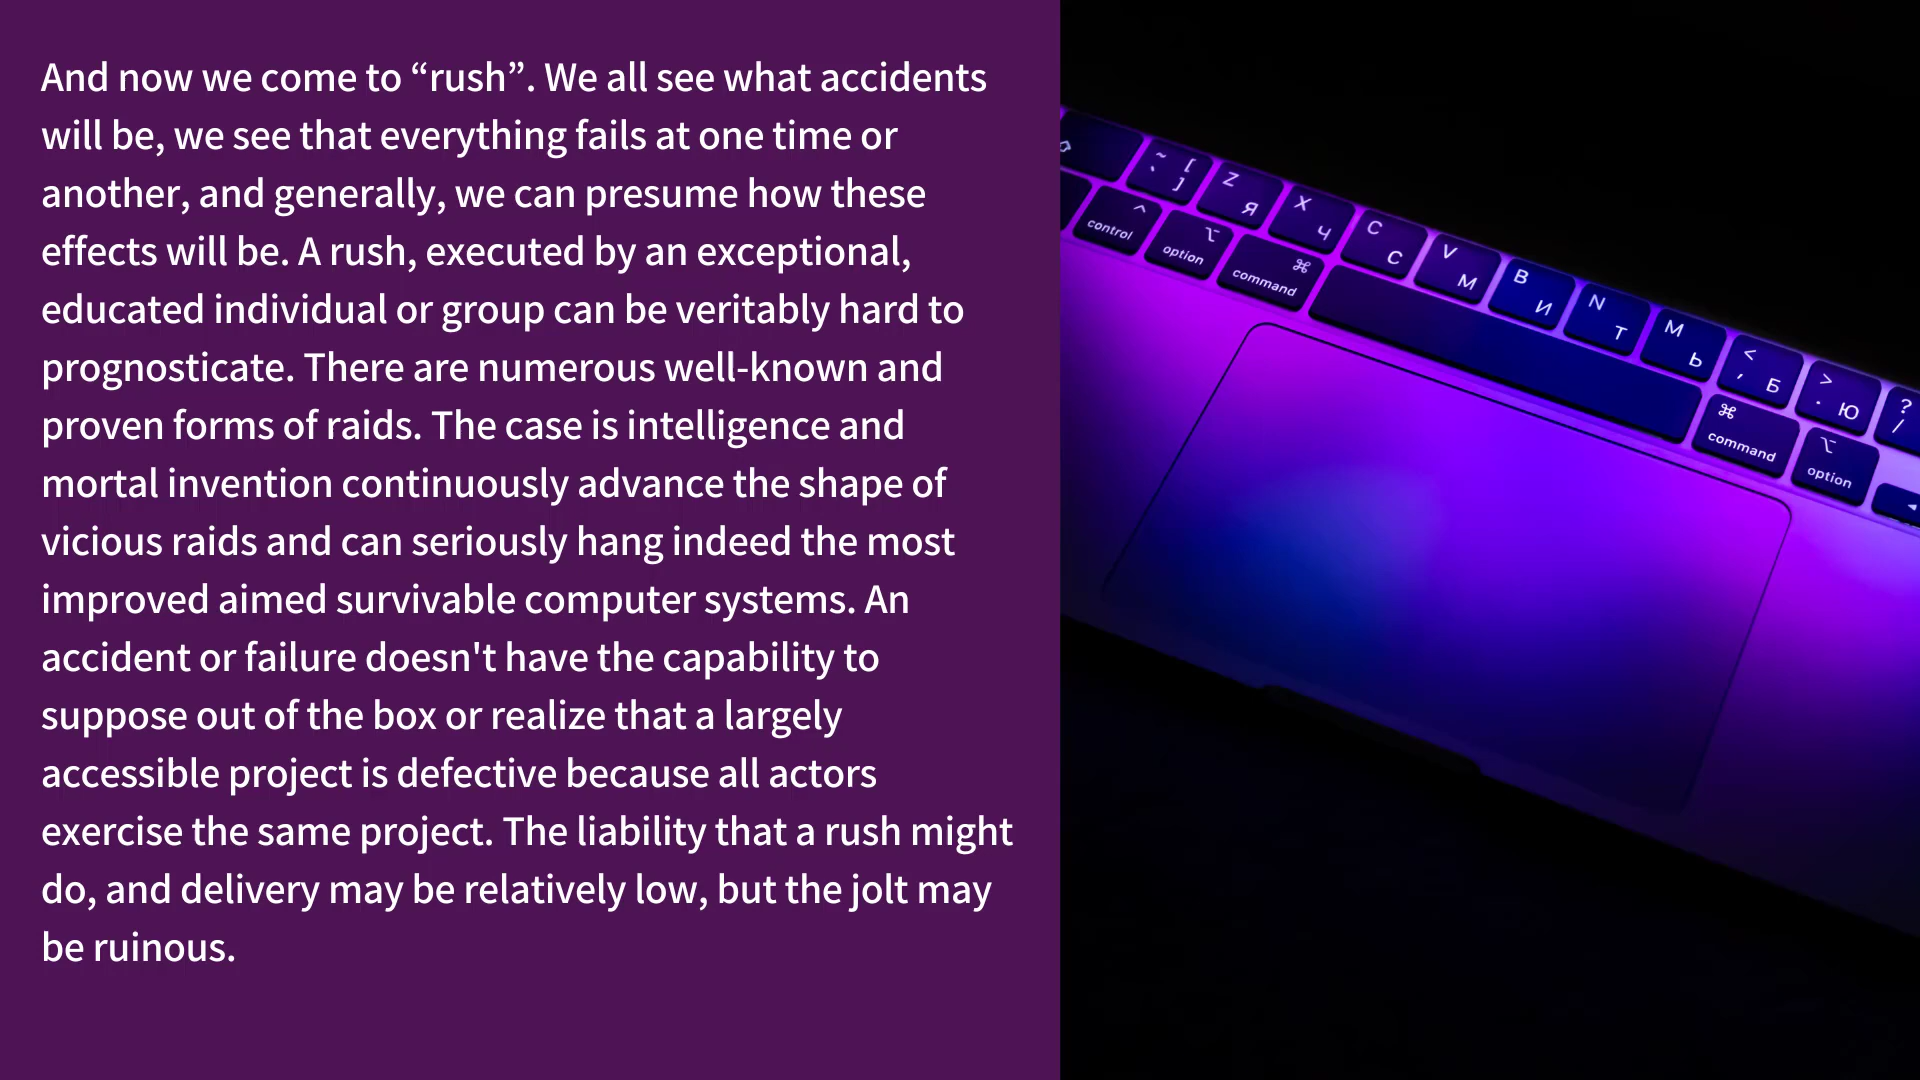 And now we come to “rush”. We all see what accidents
will be, we see that everything fails at one time or
another, and generally, we can presume how these
effects will be. A rush, executed by an exceptional,
educated individual or group can be veritably hard to
prognosticate. There are numerous well-known and
proven forms of raids. The case is intelligence and
mortal invention continuously advance the shape of
vicious raids and can seriously hang indeed the most
improved aimed survivable computer systems. An
accident or failure doesn't have the capability to
suppose out of the box or realize that a largely
accessible project is defective because all actors
exercise the same project. The liability that a rush might
do, and delivery may be relatively low, but the jolt may
be ruinous.
~ [
` ]
Z Я
X Ч
C С
V М
B И
N Т
M Ь
< , Б
> . Ю
? /
control
option
command
command
option